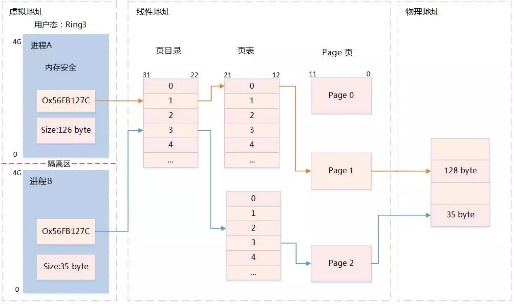 虚拟地址
用户态：Ring3
4G
进程A
内存安全
Ox56FB127C
Size:126 byte
0
隔离区
4G
进程B
Ox56FB127C
Size:35 byte
0
线性地址
页目录
31 22
0
1
2
3
4
...
页表
21 12
0
1
2
3
4
...
0
1
2
3
4
...
Page 页
11 0
Page 0
Page 1
Page 2
物理地址
128 byte
35 byte